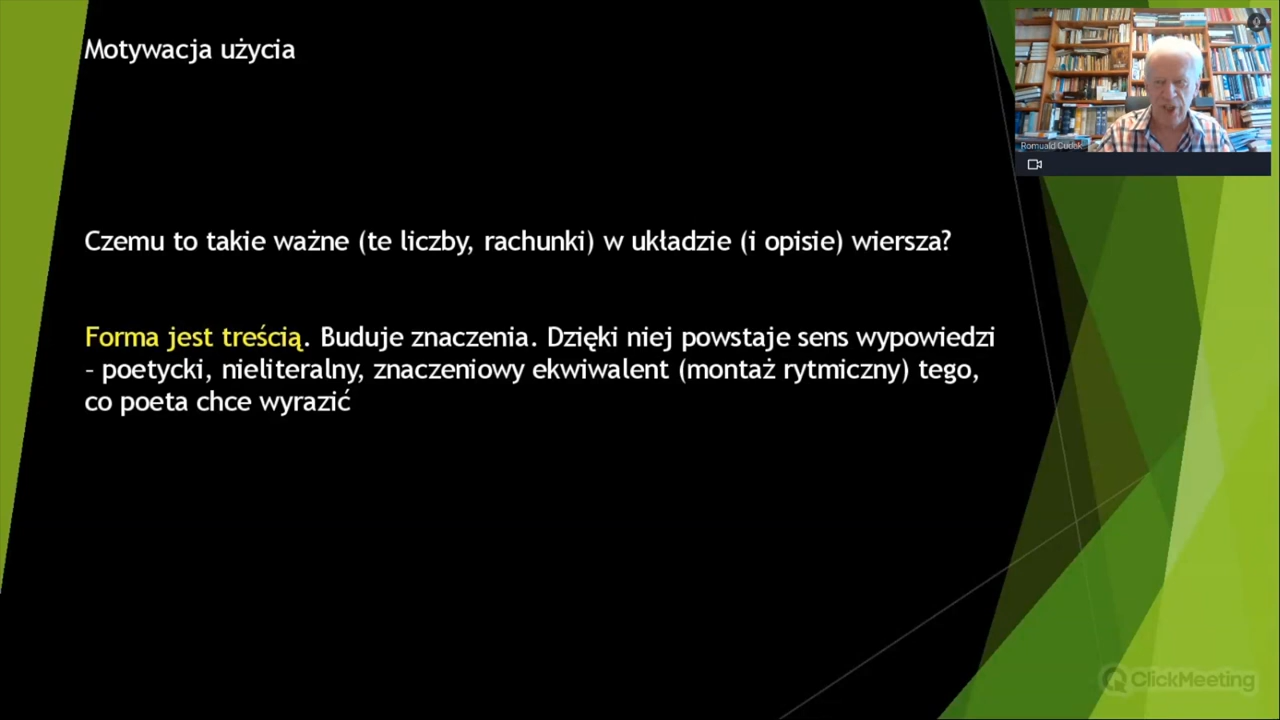 Motywacja użycia
Romuald Cudak
Czemu to takie ważne (te liczby, rachunki) w układzie (i opisie) wiersza?
Forma jest treścią. Buduje znaczenia. Dzięki niej powstaje sens wypowiedzi
– poetycki, nieliteralny, znaczeniowy ekwiwalent (montaż rytmiczny) tego,
co poeta chce wyrazić
ClickMeeting